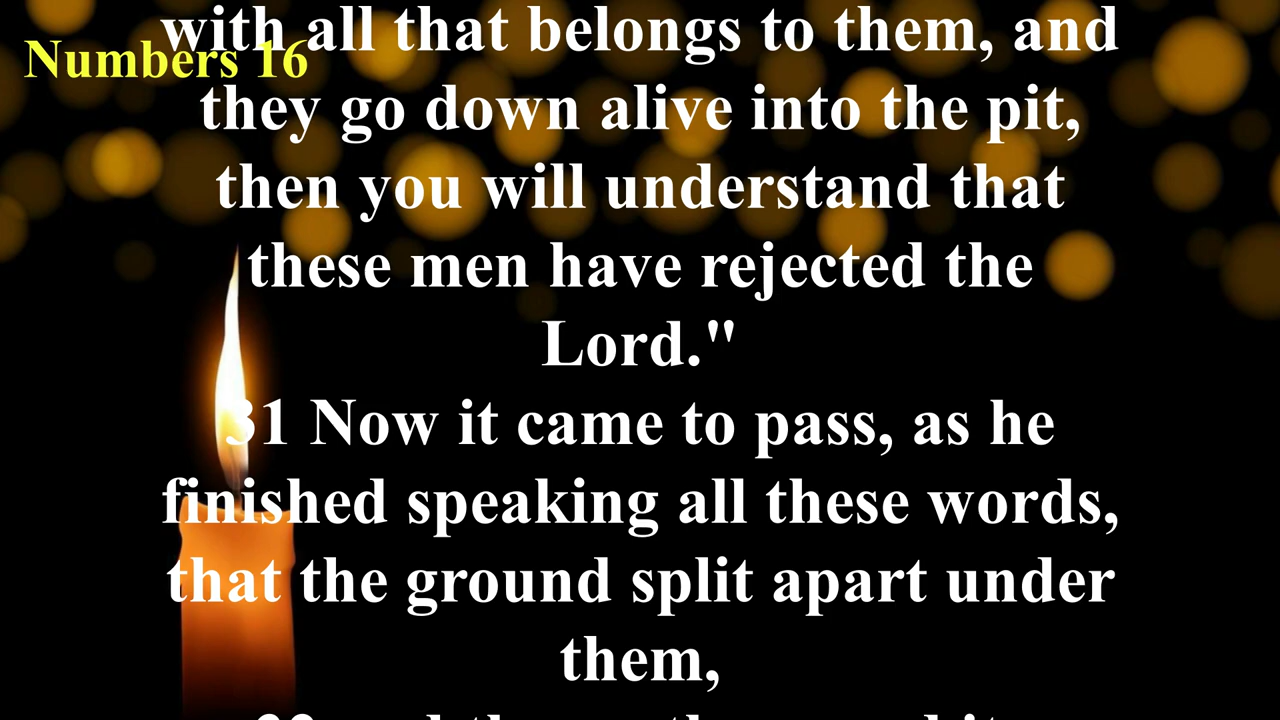 Numbers 16
with all that belongs to them, and
they go down alive into the pit,
then you will understand that
these men have rejected the
Lord."
31 Now it came to pass, as he
finished speaking all these words,
that the ground split apart under
them,